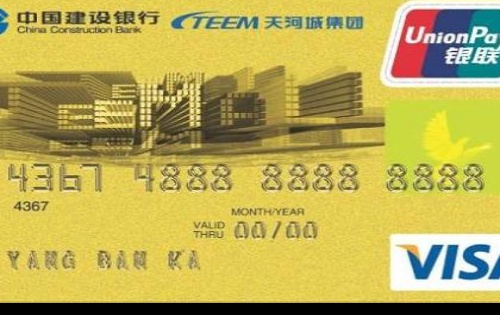 中国建设银行 TEEM 天河城集团
China Construction Bank
UnionPay
银联
4367 4888 8888 8888
4367
MONTH/YEAR
VALID THRU 00/00
YANG BAN KA
VISA